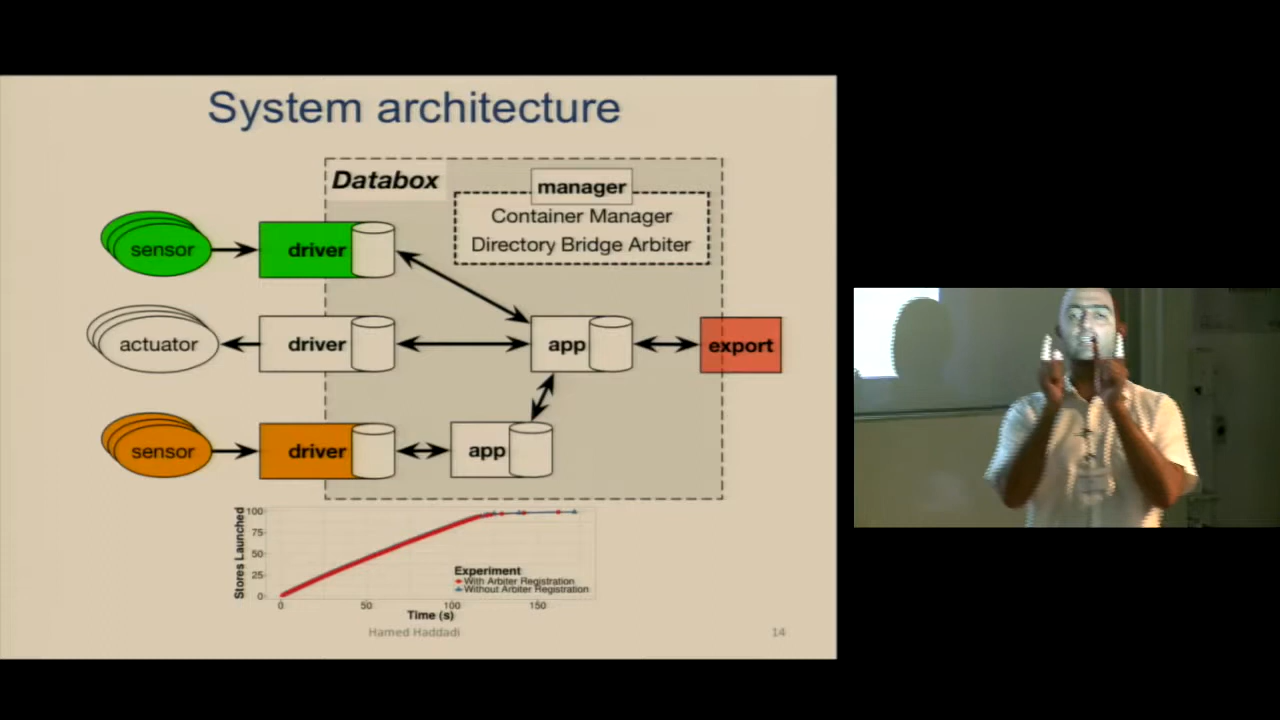 System architecture
Databox
manager
Container Manager
Directory Bridge Arbiter
sensor
driver
actuator
driver
app
export
sensor
driver
app
Stores Launched
100
75
50
25
0
0
50
100
150
Time (s)
Experiment
With Arbiter Registration
Without Arbiter Registration
Hamed Haddadi
14